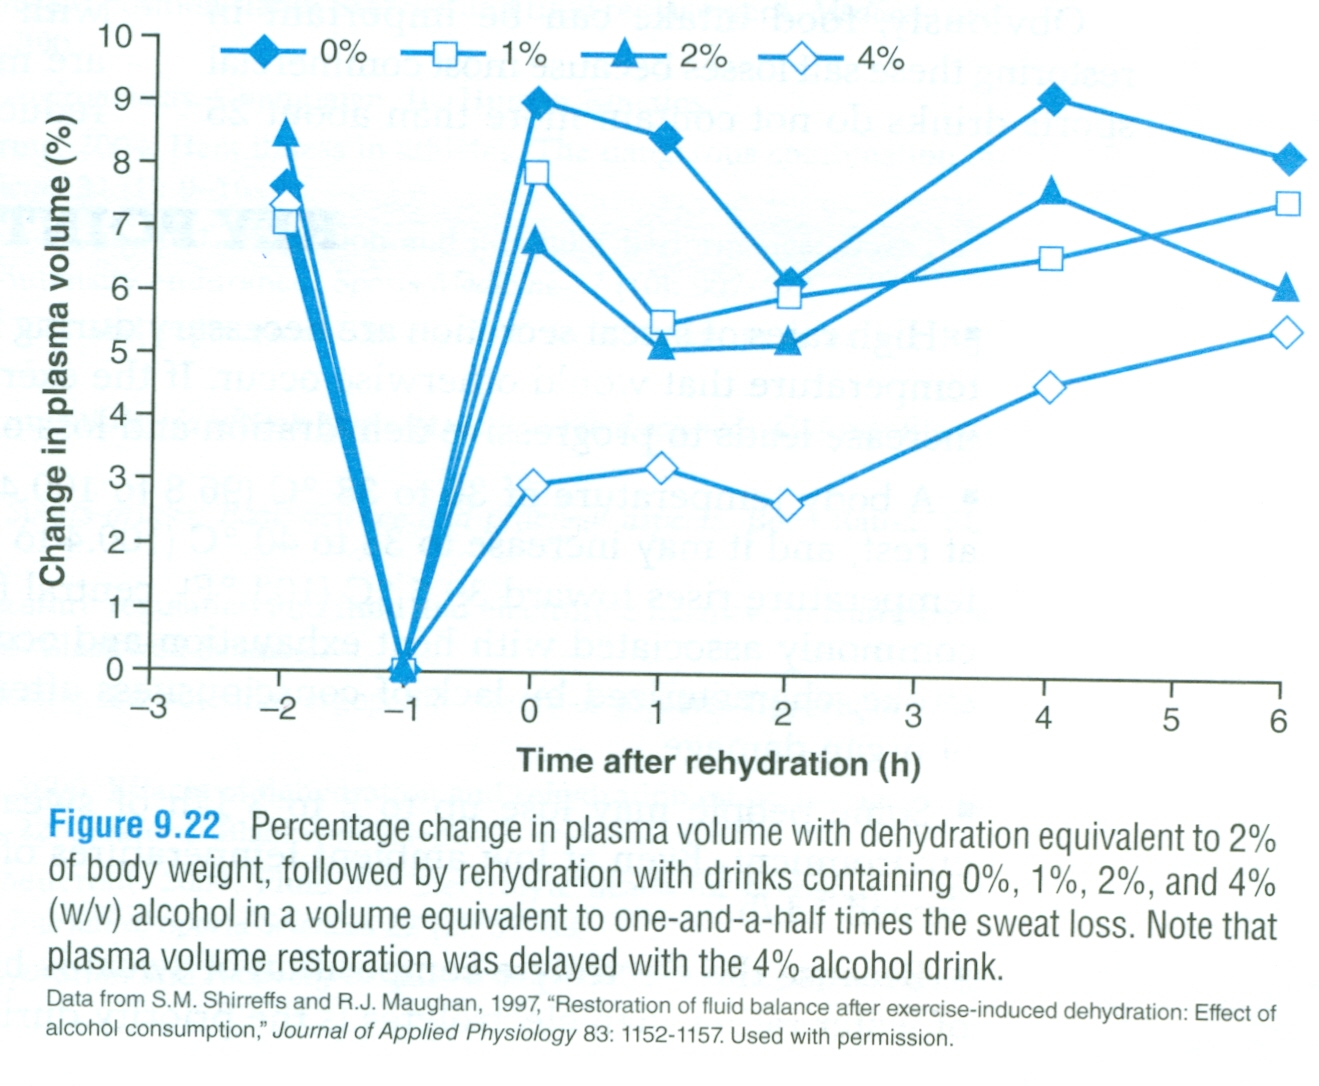 10
0% 1% 2% 4%
9
8
7
6
5
4
3
2
1
0
Change in plasma volume (%)
–3 –2 –1 0 1 2 3 4 5 6
Time after rehydration (h)
Figure 9.22 Percentage change in plasma volume with dehydration equivalent to 2%
of body weight, followed by rehydration with drinks containing 0%, 1%, 2%, and 4%
(w/v) alcohol in a volume equivalent to one-and-a-half times the sweat loss. Note that
plasma volume restoration was delayed with the 4% alcohol drink.
Data from S.M. Shirreffs and R.J. Maughan, 1997, “Restoration of fluid balance after exercise-induced dehydration: Effect of
alcohol consumption,” Journal of Applied Physiology 83: 1152-1157. Used with permission.